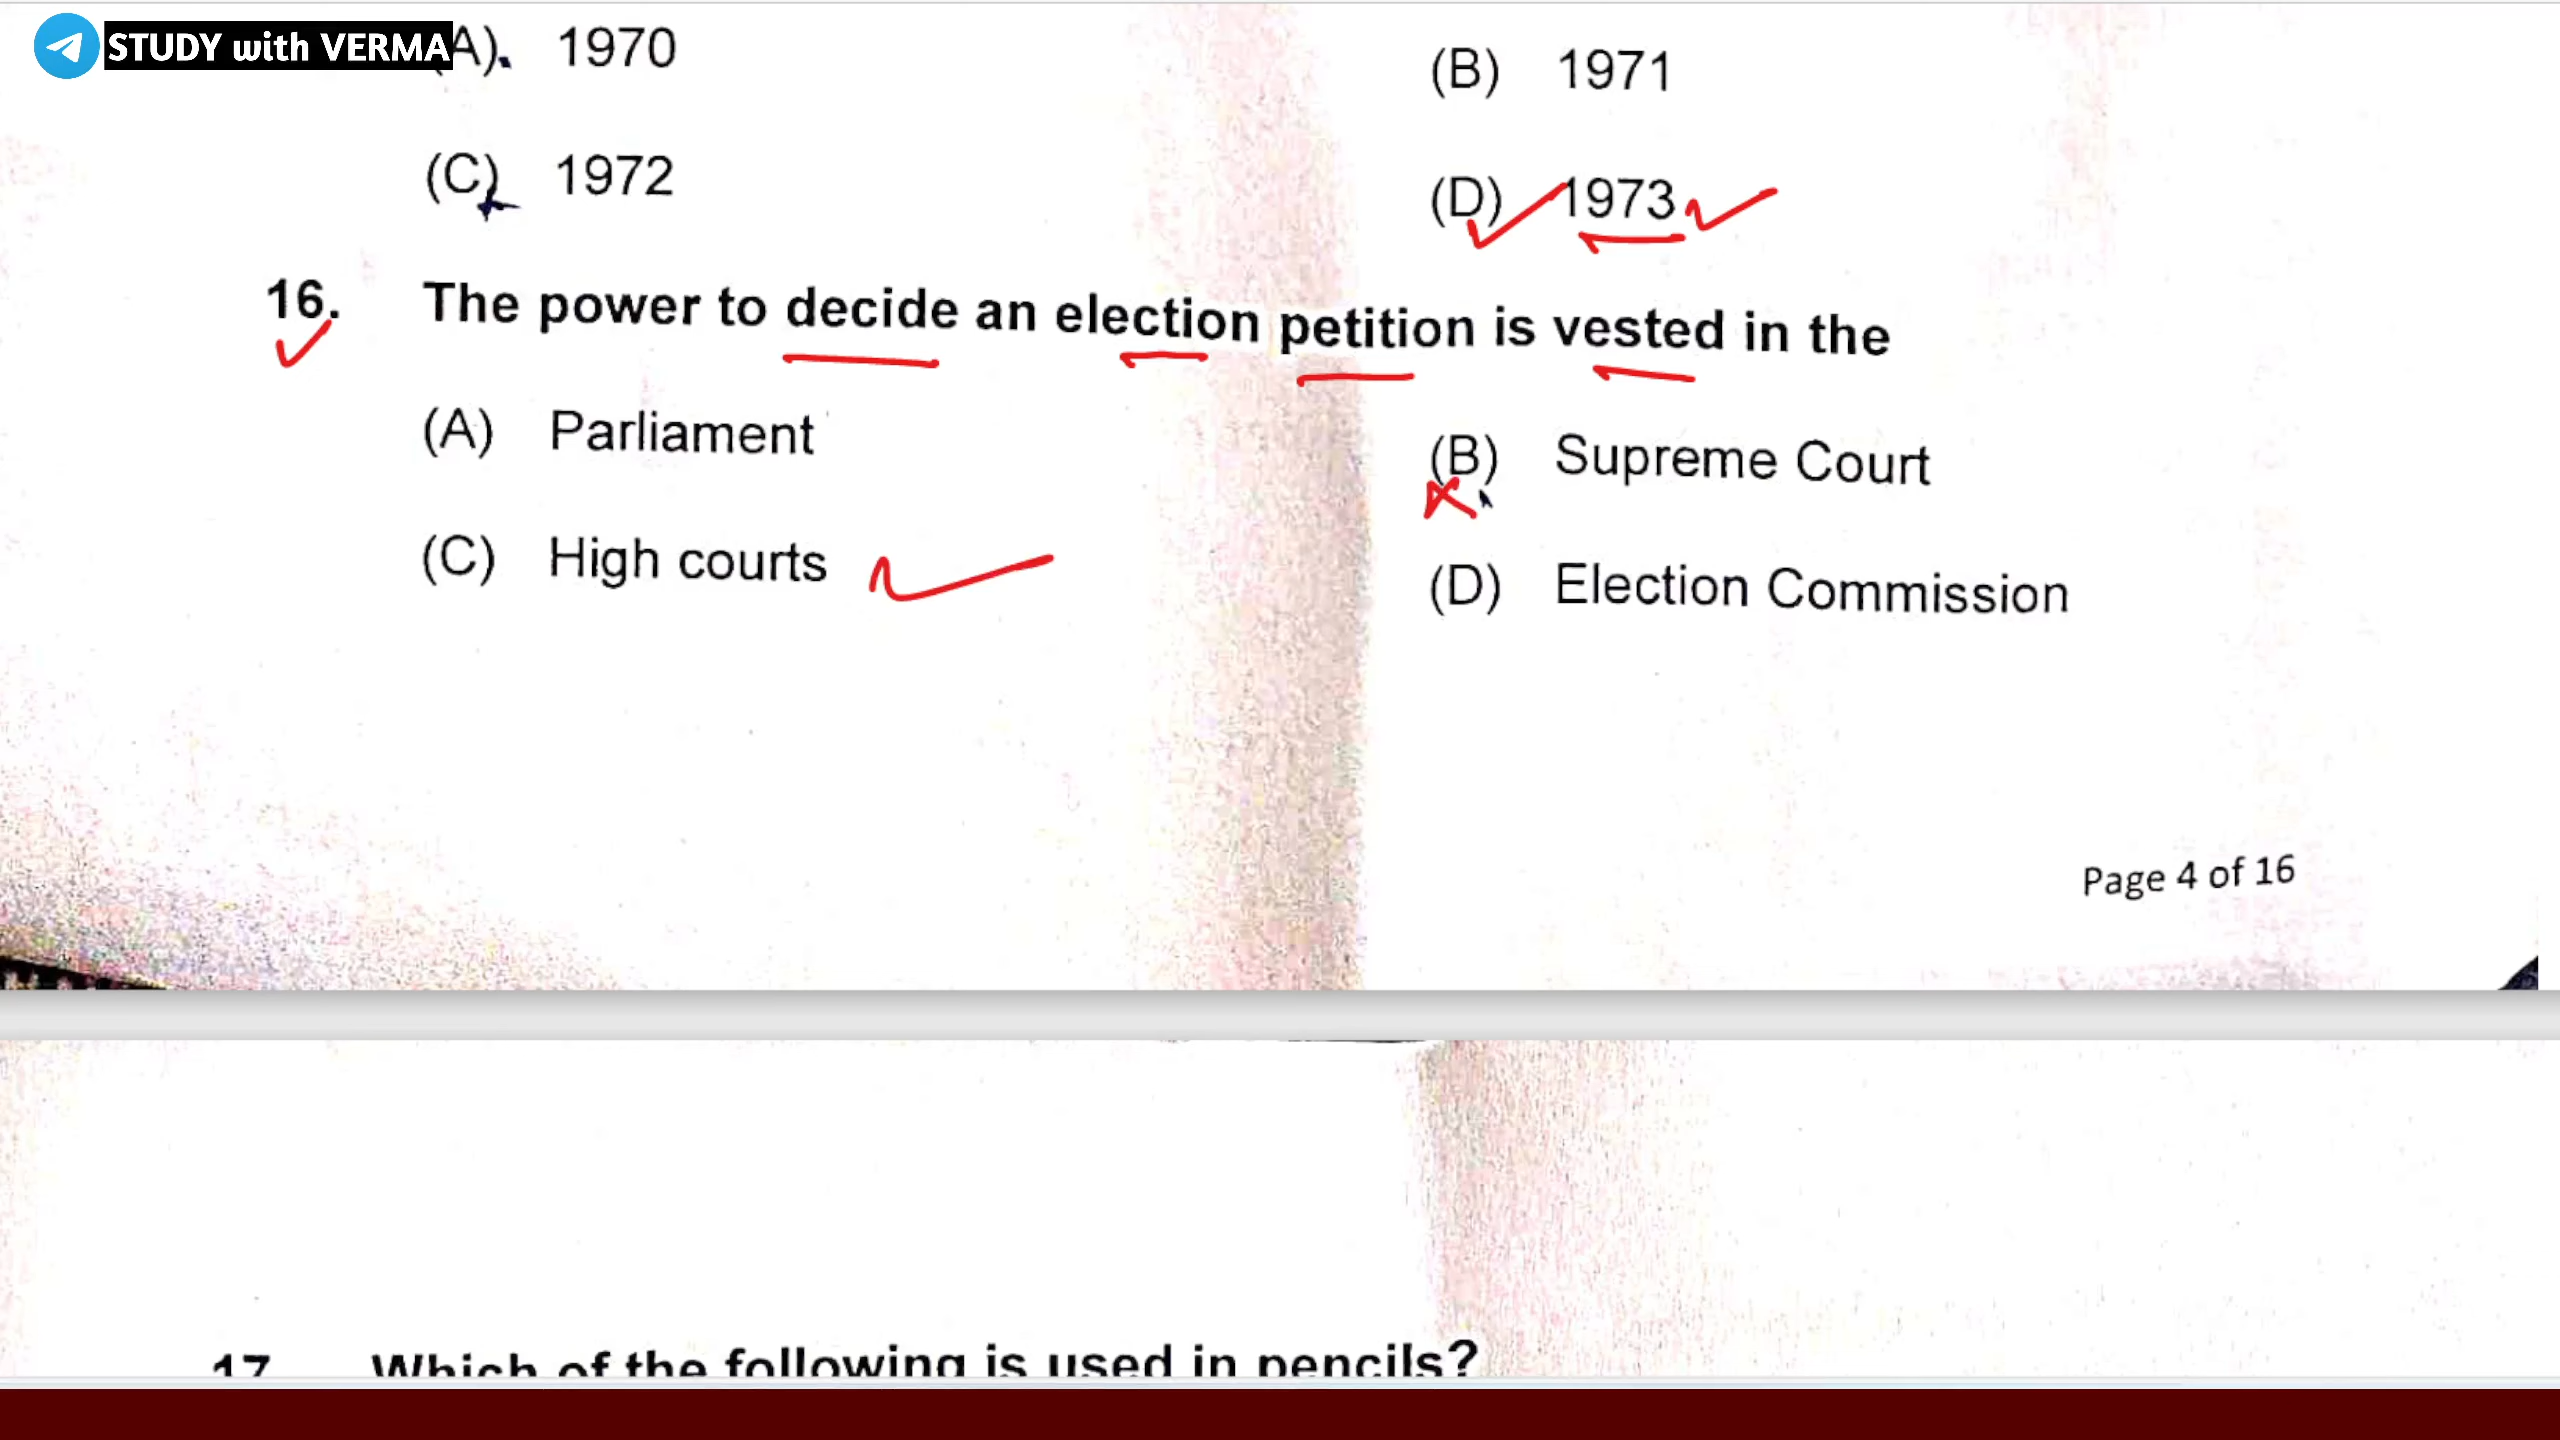 STUDY with VERMA
A). 1970 (B) 1971
(C) 1972 (D) 1973
16. The power to decide an election petition is vested in the
(A) Parliament (B) Supreme Court
(C) High courts (D) Election Commission
Page 4 of 16
17 Which of the following is used in pencils?